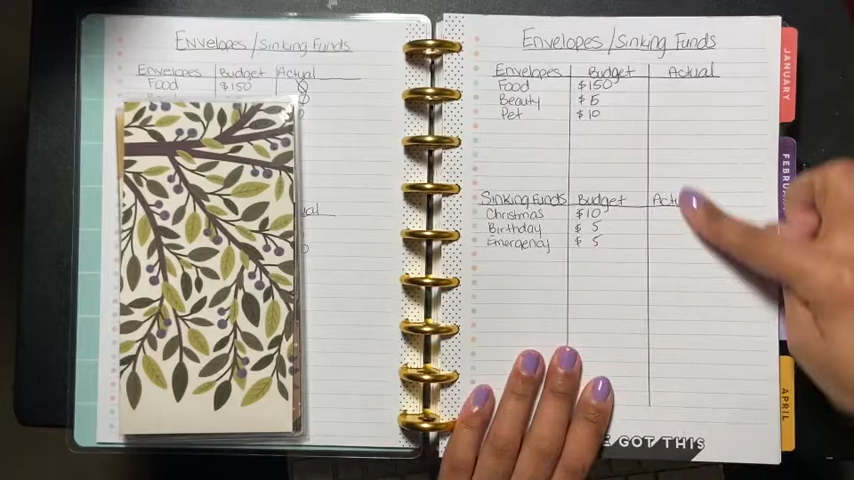 Envelopes/Sinking Funds
Envelopes Budget Actual
Food $150
Envelopes/Sinking Funds
Envelopes Budget Actual
Food $150
Beauty $5
Pet $10
Sinking Funds Budget
Christmas $10
Birthday $5
Emergency $5
GOT THIS
JANUARY
APRIL